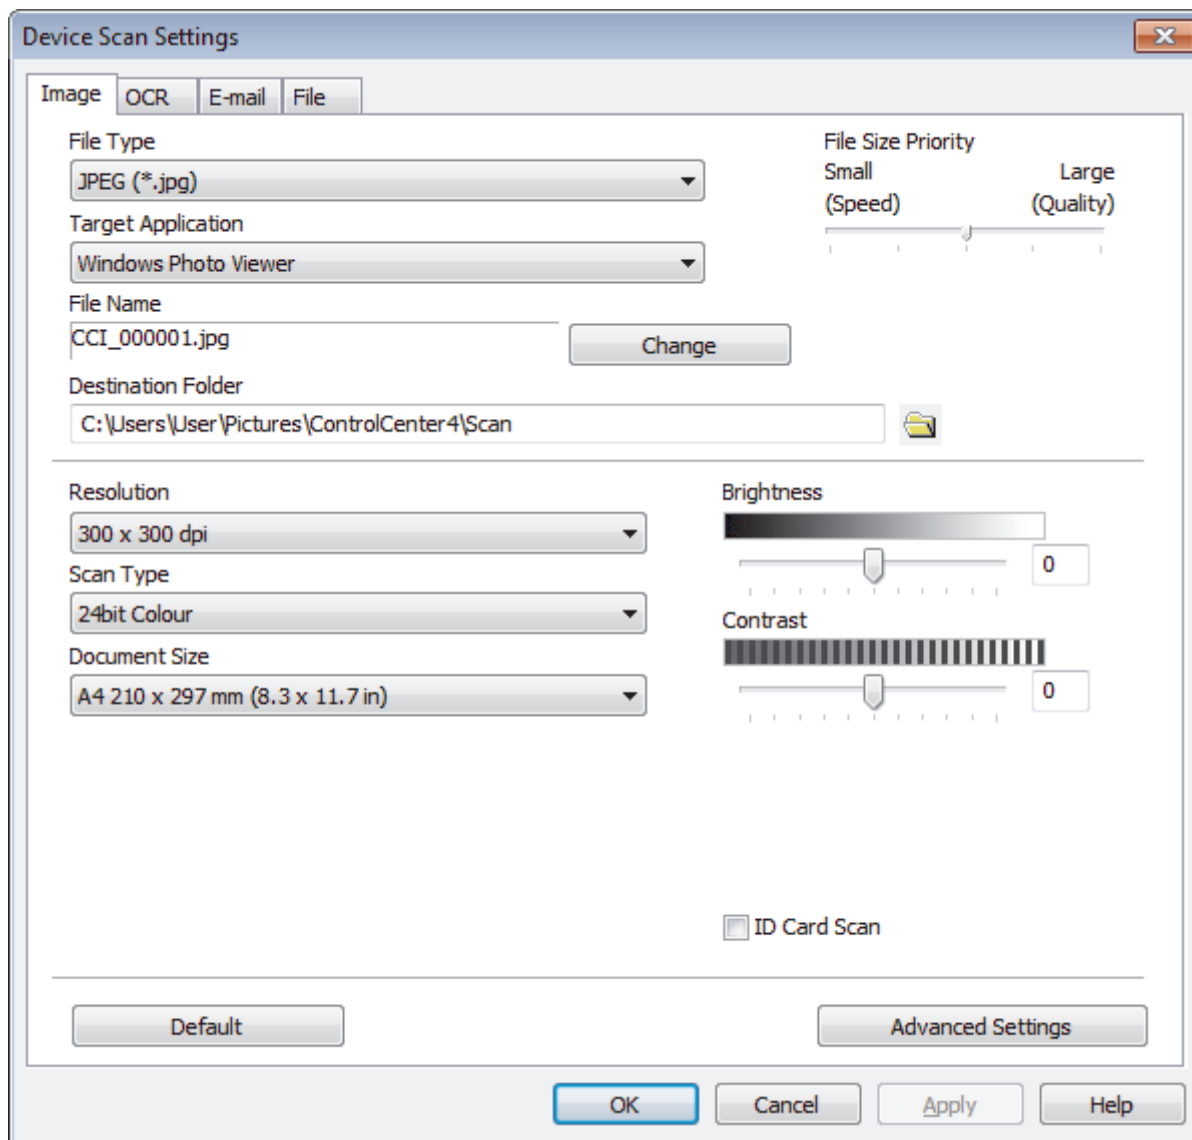 Device Scan Settings
Image OCR E-mail File
File Type
JPEG (*.jpg)
Target Application
Windows Photo Viewer
File Name
CCI_000001.jpg
Change
Destination Folder
C:\Users\User\Pictures\ControlCenter4\Scan
File Size Priority
Small Large
(Speed) (Quality)
Resolution
300 x 300 dpi
Scan Type
24bit Colour
Document Size
A4 210 x 297 mm (8.3 x 11.7 in)
Brightness
0
Contrast
0
ID Card Scan
Default Advanced Settings
OK Cancel Apply Help